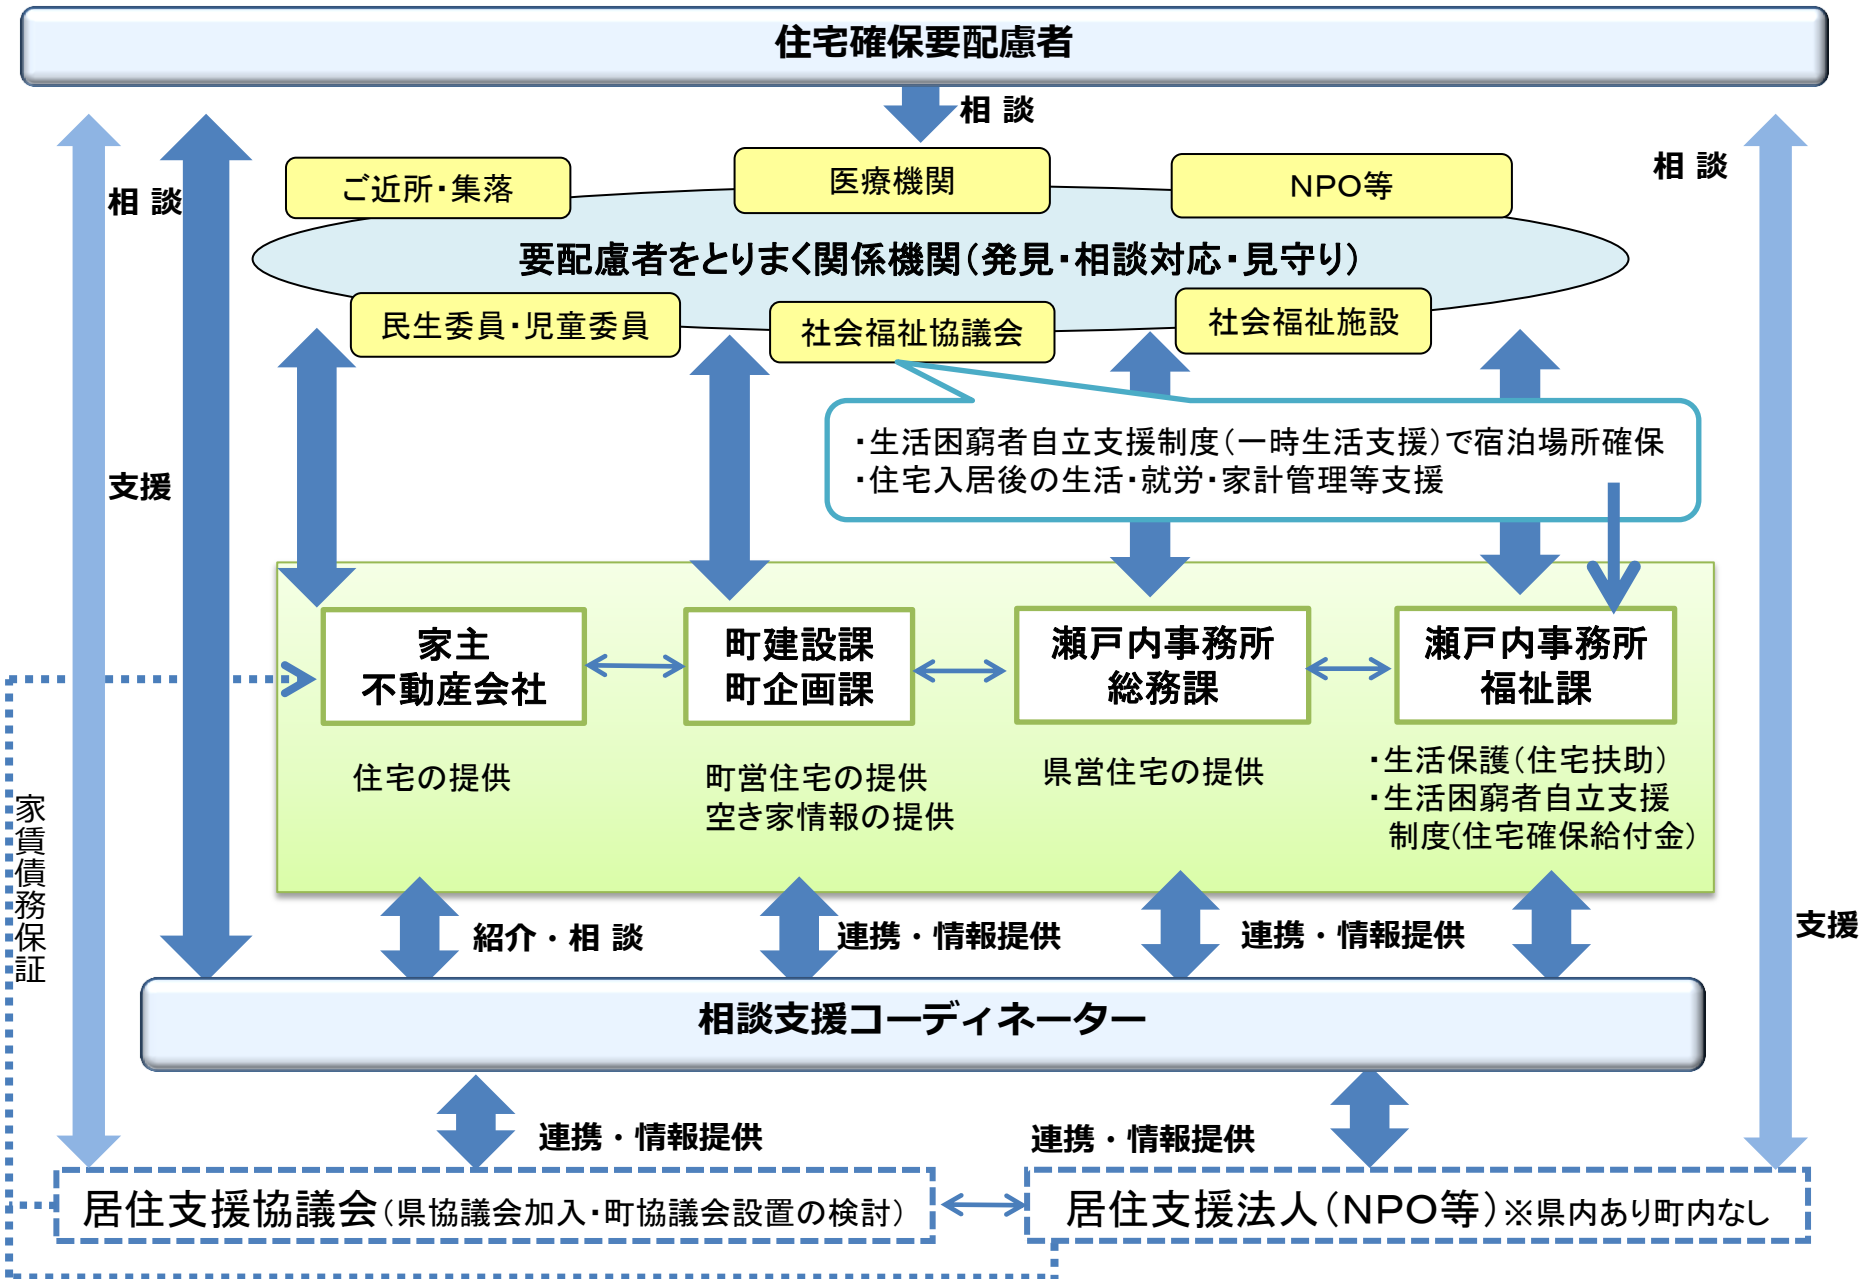 住宅確保要配慮者
相 談
相 談
相 談
ご近所・集落
医療機関
NPO等
要配慮者をとりまく関係機関(発見・相談対応・見守り)
民生委員・児童委員
社会福祉協議会
社会福祉施設
・生活困窮者自立支援制度(一時生活支援)で宿泊場所確保
・住宅入居後の生活・就労・家計管理等支援
支援
家主
不動産会社
町建設課
町企画課
瀬戸内事務所
総務課
瀬戸内事務所
福祉課
住宅の提供
町営住宅の提供
空き家情報の提供
県営住宅の提供
・生活保護(住宅扶助)
・生活困窮者自立支援
制度(住宅確保給付金)
家賃債務保証
紹介・相 談
連携・情報提供
連携・情報提供
支援
相談支援コーディネーター
連携・情報提供
連携・情報提供
居住支援協議会(県協議会加入・町協議会設置の検討)
居住支援法人(NPO等)※県内あり町内なし